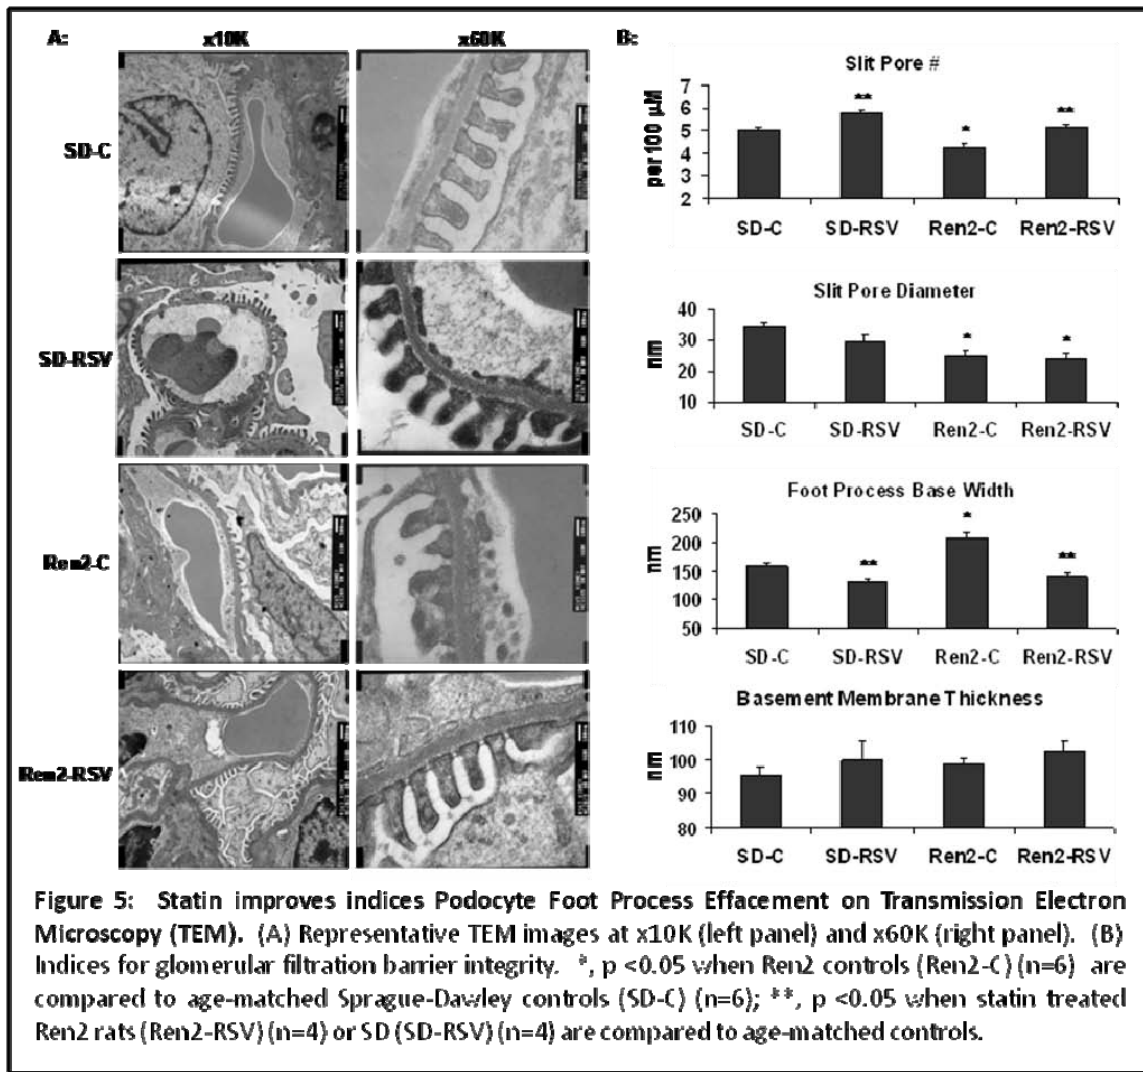 A:
x10K
x60K
SD-C
SD-RSV
Ren2-C
Ren2-RSV
B:
Slit Pore #
per 100 µM
7
6
5
4
3
2
** * **
SD-C SD-RSV Ren2-C Ren2-RSV
Slit Pore Diameter
nm
40
30
20
10
* *
SD-C SD-RSV Ren2-C Ren2-RSV
Foot Process Base Width
nm
250
200
150
100
50
** * **
SD-C SD-RSV Ren2-C Ren2-RSV
Basement Membrane Thickness
nm
110
100
90
80
SD-C SD-RSV Ren2-C Ren2-RSV
Figure 5: Statin improves indices Podocyte Foot Process Effacement on Transmission Electron
Microscopy (TEM). (A) Representative TEM images at x10K (left panel) and x60K (right panel). (B)
Indices for glomerular filtration barrier integrity. *, p <0.05 when Ren2 controls (Ren2-C) (n=6) are
compared to age-matched Sprague-Dawley controls (SD-C) (n=6); **, p <0.05 when statin treated
Ren2 rats (Ren2-RSV) (n=4) or SD (SD-RSV) (n=4) are compared to age-matched controls.